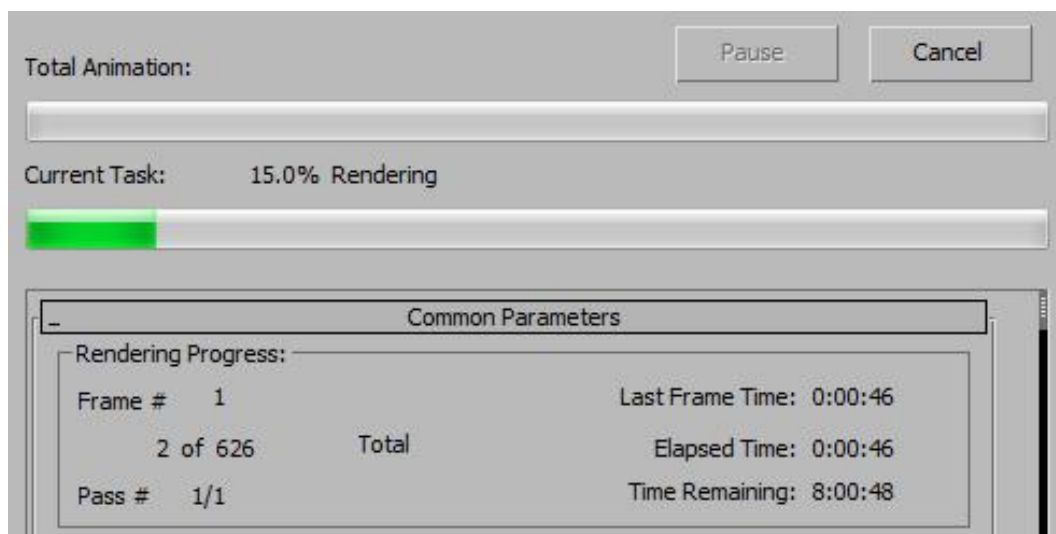 Pause Cancel
Total Animation:
Current Task: 15.0% Rendering
_ Common Parameters
Rendering Progress:
Frame # 1 Last Frame Time: 0:00:46
2 of 626 Total Elapsed Time: 0:00:46
Pass # 1/1 Time Remaining: 8:00:48